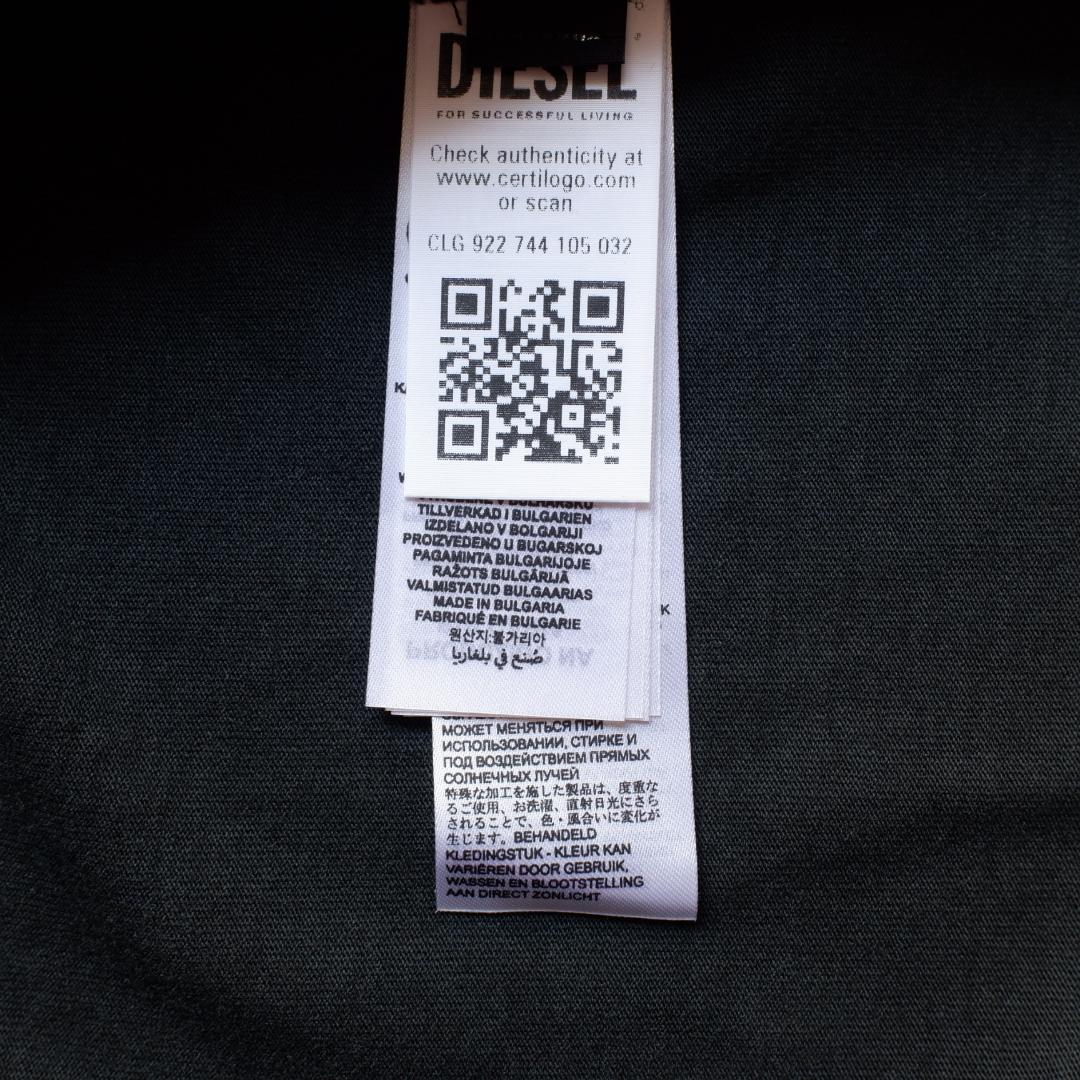 DIESEL
FOR SUCCESSFUL LIVING
Check authenticity at
www.certilogo.com
or scan
CLG 922 744 105 032
TILLVERKAD I BULGARIEN
IZDELANO V BOLGARIJI
PROIZVEDENO U BUGARSKOJ
PAGAMINTA BULGARIJOJE
RAŽOTS BULGĀRIJĀ
VALMISTATUD BULGAARIAS
MADE IN BULGARIA
FABRIQUÉ EN BULGARIE
원산지:불가리아
صُنع في بلغاريا
K
МОЖЕТ МЕНЯТЬСЯ ПРИ
ИСПОЛЬЗОВАНИИ, СТИРКЕ И
ПОД ВОЗДЕЙСТВИЕМ ПРЯМЫХ
СОЛНЕЧНЫХ ЛУЧЕЙ
特殊な加工を施した製品は、度重な
るご使用、お洗濯、直射日光にさら
されることで、色・風合いに変化が
生じます。BEHANDELD
KLEDINGSTUK - KLEUR KAN
VARIËREN DOOR GEBRUIK,
WASSEN EN BLOOTSTELLING
AAN DIRECT ZONLICHT